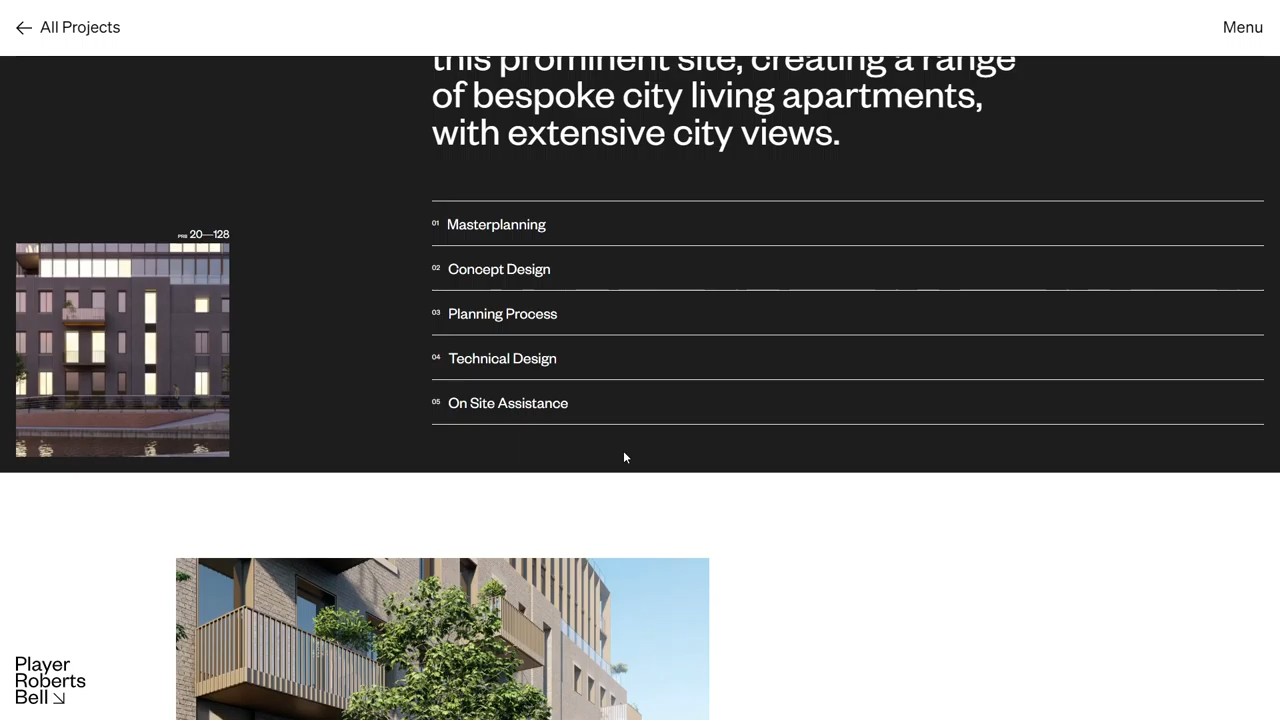 ← All Projects
Menu
this prominent site, creating a range
of bespoke city living apartments,
with extensive city views.
PRB 20—128
01 Masterplanning
02 Concept Design
03 Planning Process
04 Technical Design
05 On Site Assistance
Player
Roberts
Bell ↘